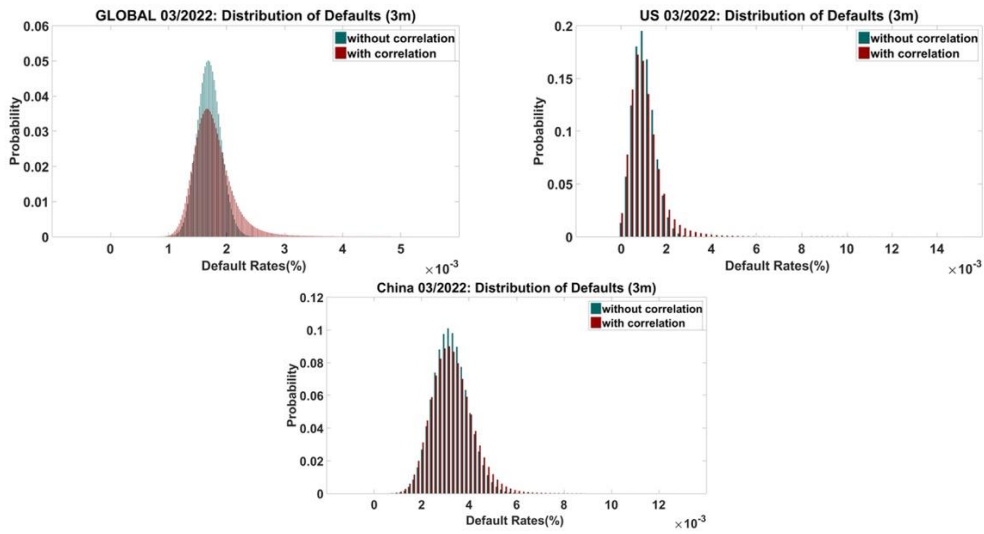 GLOBAL 03/2022: Distribution of Defaults (3m)
0.06
0.05
0.04
0.03
0.02
0.01
0
Probability
without correlation
with correlation
0 1 2 3 4 5
Default Rates(%)
×10⁻³
US 03/2022: Distribution of Defaults (3m)
0.2
0.15
0.1
0.05
0
Probability
without correlation
with correlation
0 2 4 6 8 10 12 14
Default Rates(%)
×10⁻³
China 03/2022: Distribution of Defaults (3m)
0.12
0.1
0.08
0.06
0.04
0.02
0
Probability
without correlation
with correlation
0 2 4 6 8 10 12
Default Rates(%)
×10⁻³